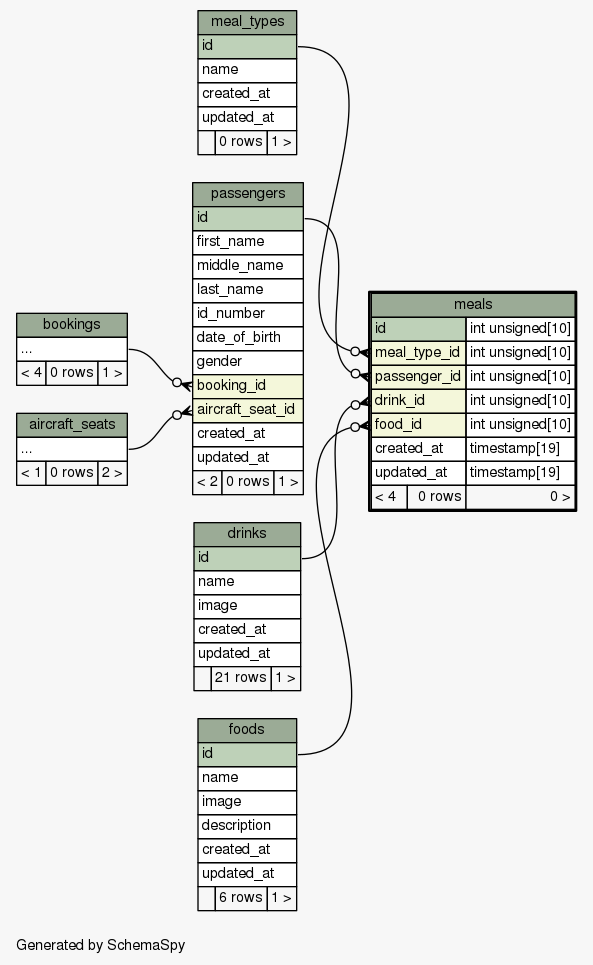 meal_types
id
name
created_at
updated_at
0 rows 1 >
passengers
id
first_name
middle_name
last_name
id_number
date_of_birth
gender
booking_id
aircraft_seat_id
created_at
updated_at
< 2 0 rows 1 >
bookings
...
< 4 0 rows 1 >
aircraft_seats
...
< 1 0 rows 2 >
meals
id int unsigned[10]
meal_type_id int unsigned[10]
passenger_id int unsigned[10]
drink_id int unsigned[10]
food_id int unsigned[10]
created_at timestamp[19]
updated_at timestamp[19]
< 4 0 rows 0 >
drinks
id
name
image
created_at
updated_at
21 rows 1 >
foods
id
name
image
description
created_at
updated_at
6 rows 1 >
Generated by SchemaSpy